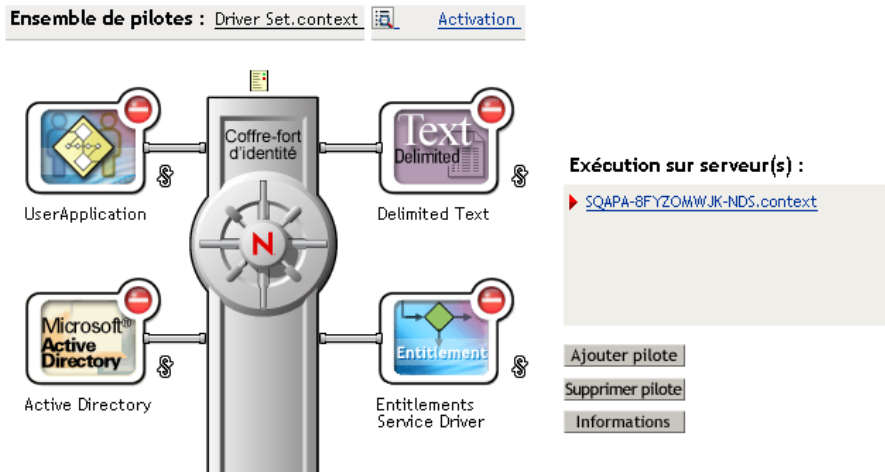 Ensemble de pilotes : Driver Set.context Activation
Coffre-fort
d'identité
Text
Delimited
UserApplication
Delimited Text
N
Exécution sur serveur(s) :
SQAPA-8FYZOMWJK-NDS.context
Microsoft®
Active
Directory
Entitlement
Active Directory
Entitlements
Service Driver
Ajouter pilote
Supprimer pilote
Informations